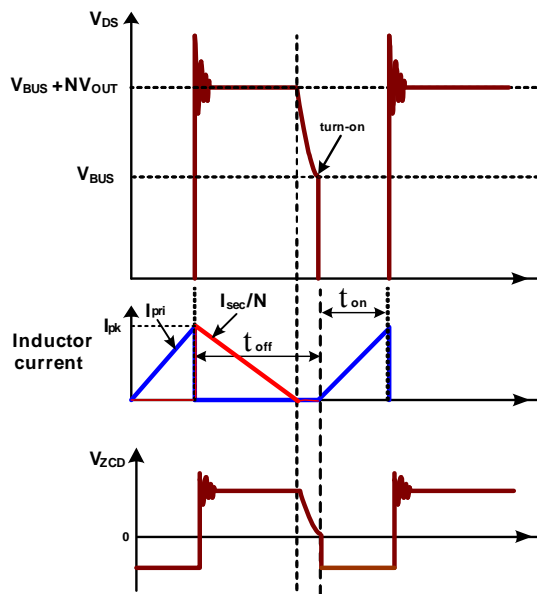 VDS
VBUS + NVOUT
turn-on
VBUS
Ipk
Ipri
Isec/N
ton
toff
Inductor
current
VZCD
0